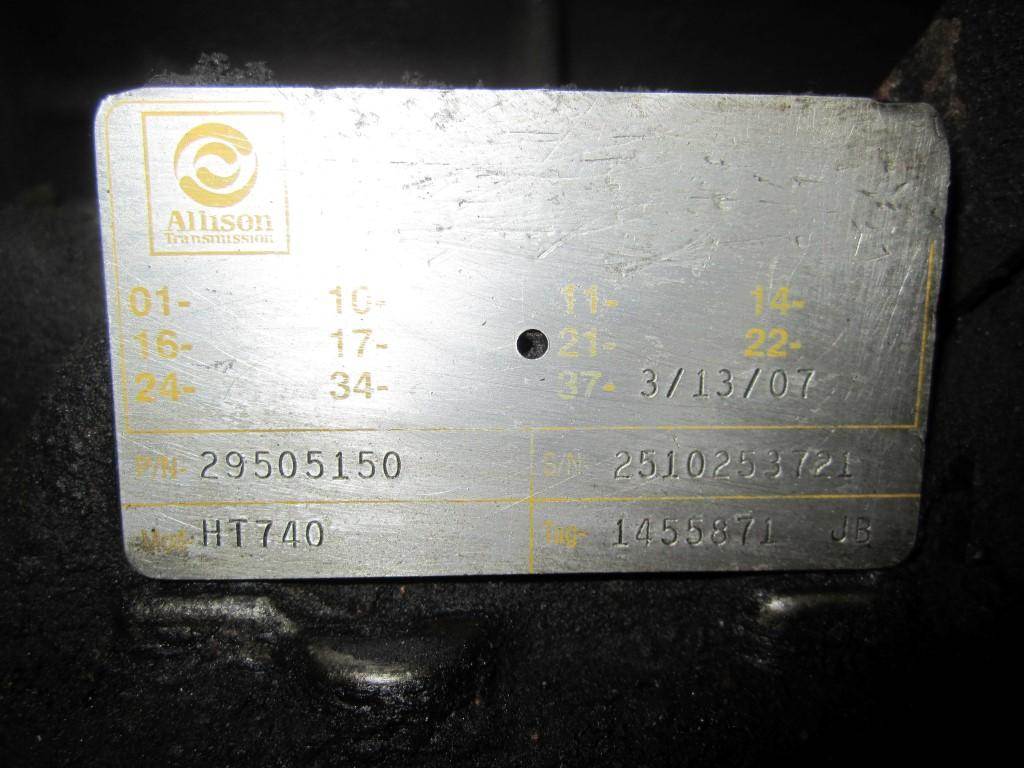 Allison
Transmission
01- 10- 11- 14-
16- 17- 21- 22-
24- 34- 37- 3/13/07
P/N- 29505150 S/N- 2510253721
Mod- HT740 Tag- 1455871 JB